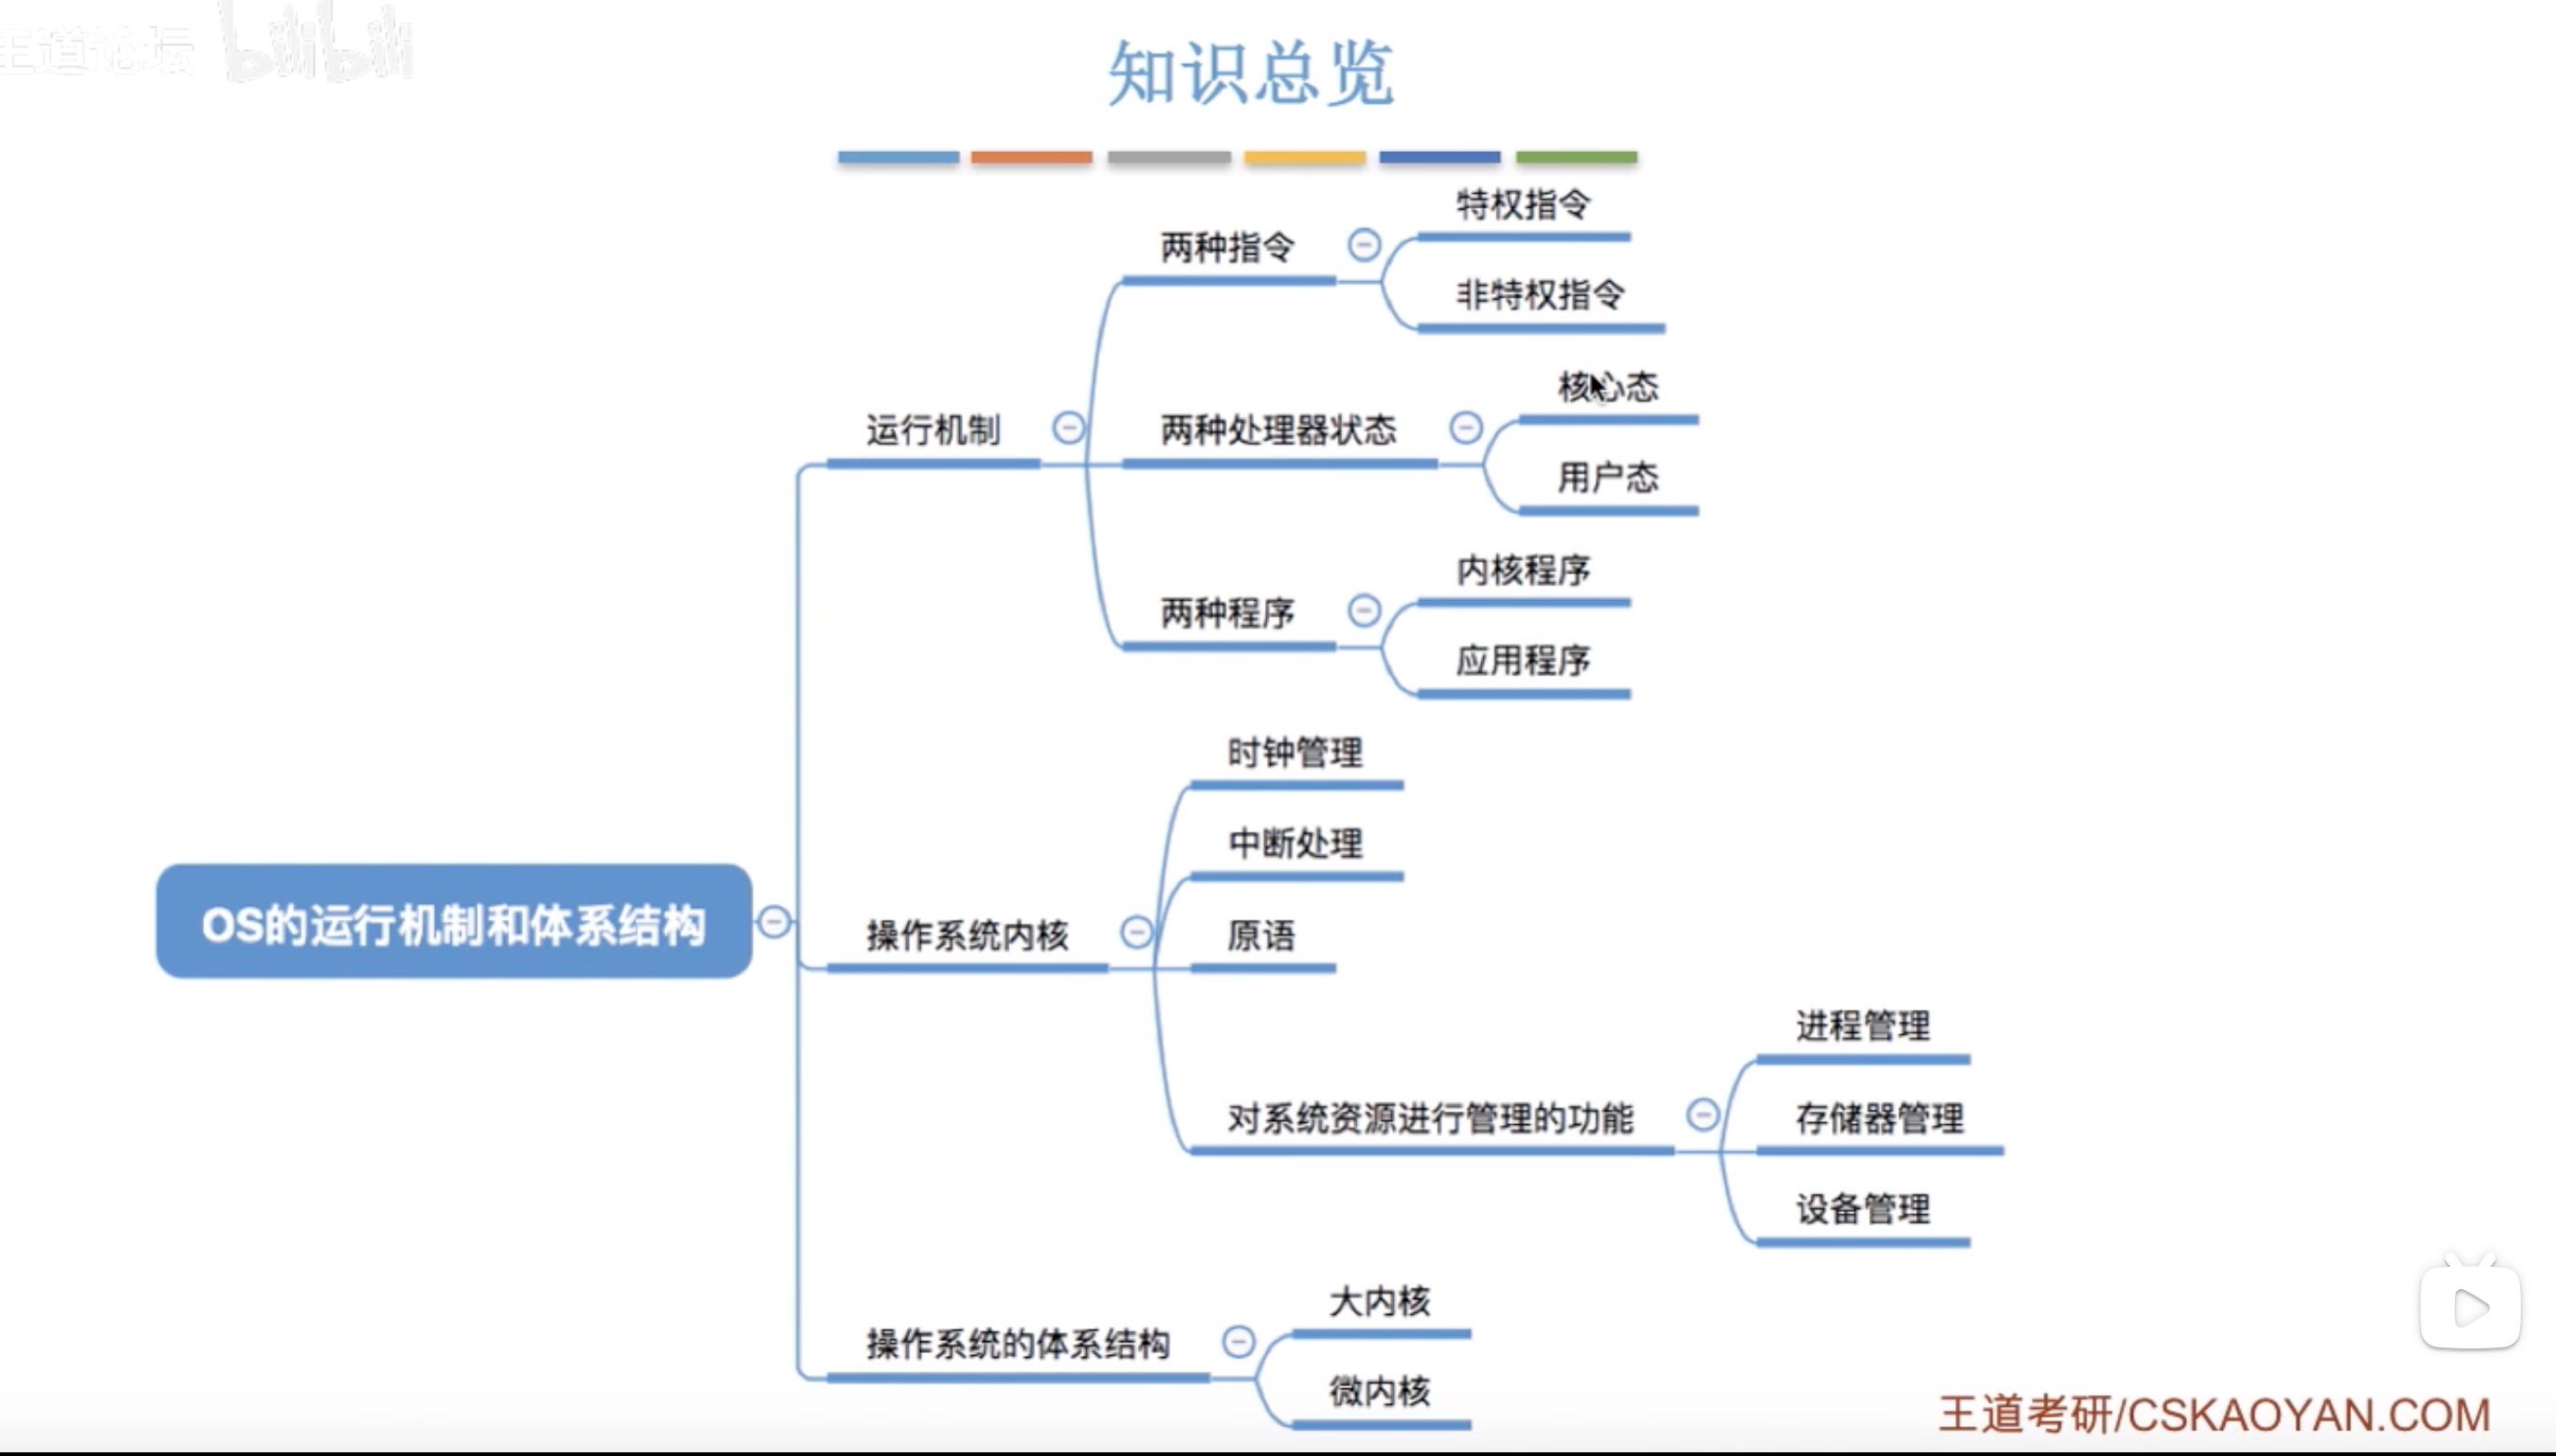 王道论坛 bilibili
知识总览
特权指令
两种指令
非特权指令
核心态
运行机制
两种处理器状态
用户态
内核程序
两种程序
应用程序
时钟管理
中断处理
OS的运行机制和体系结构
操作系统内核
原语
进程管理
对系统资源进行管理的功能
存储器管理
设备管理
大内核
操作系统的体系结构
微内核
王道考研/CSKAOYAN.COM